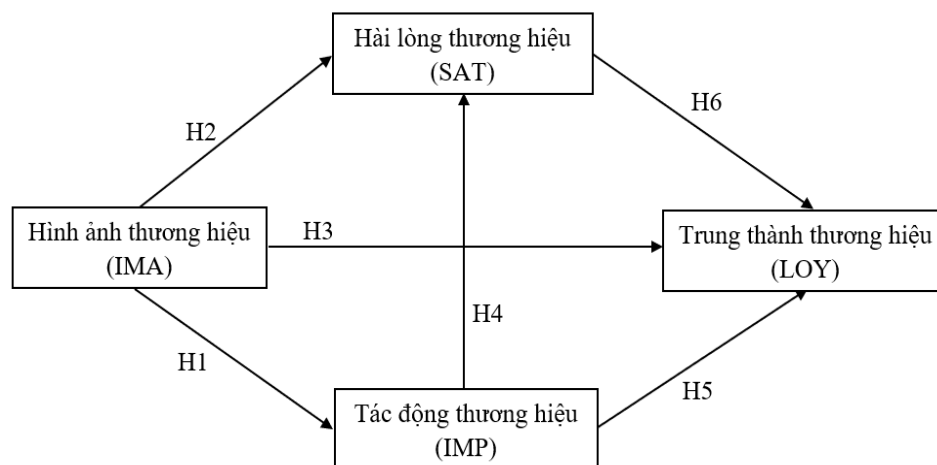 Hài lòng thương hiệu
(SAT)
H2
H6
Hình ảnh thương hiệu
(IMA)
H3
Trung thành thương hiệu
(LOY)
H4
H1
H5
Tác động thương hiệu
(IMP)